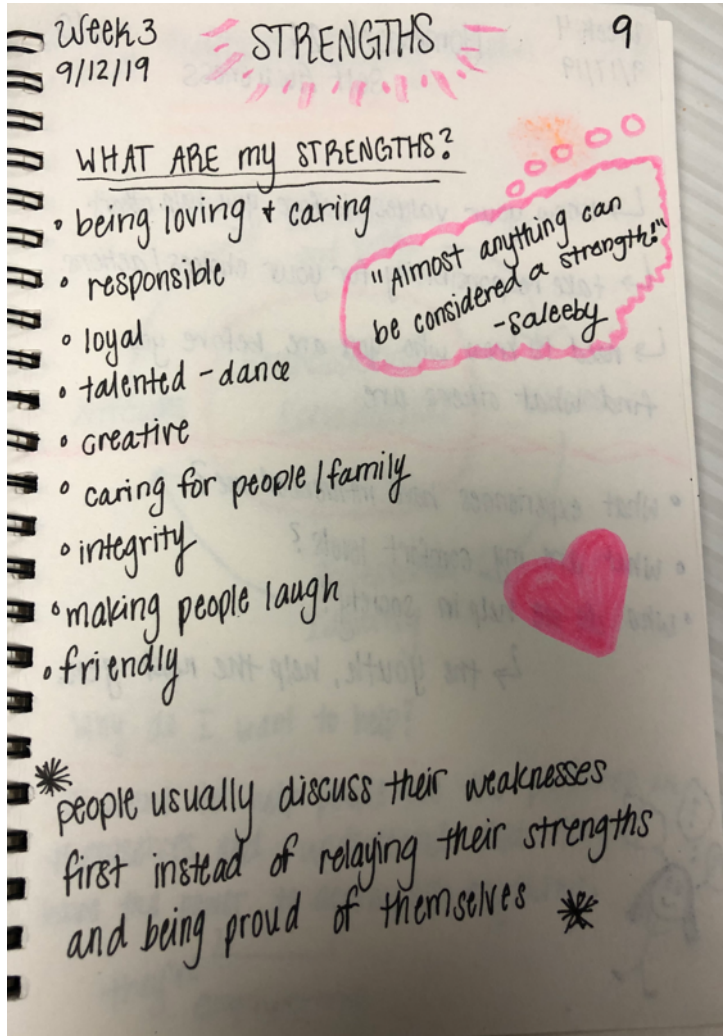 Week 3
9/12/19
STRENGTHS
9
WHAT ARE my STRENGTHS?
• being loving + caring
• responsible
• loyal
• talented - dance
• creative
• caring for people/family
• integrity
• making people laugh
• friendly
"Almost anything can
be considered a strength!"
- Saleeby
* people usually discuss their weaknesses
first instead of relaying their strengths
and being proud of themselves *